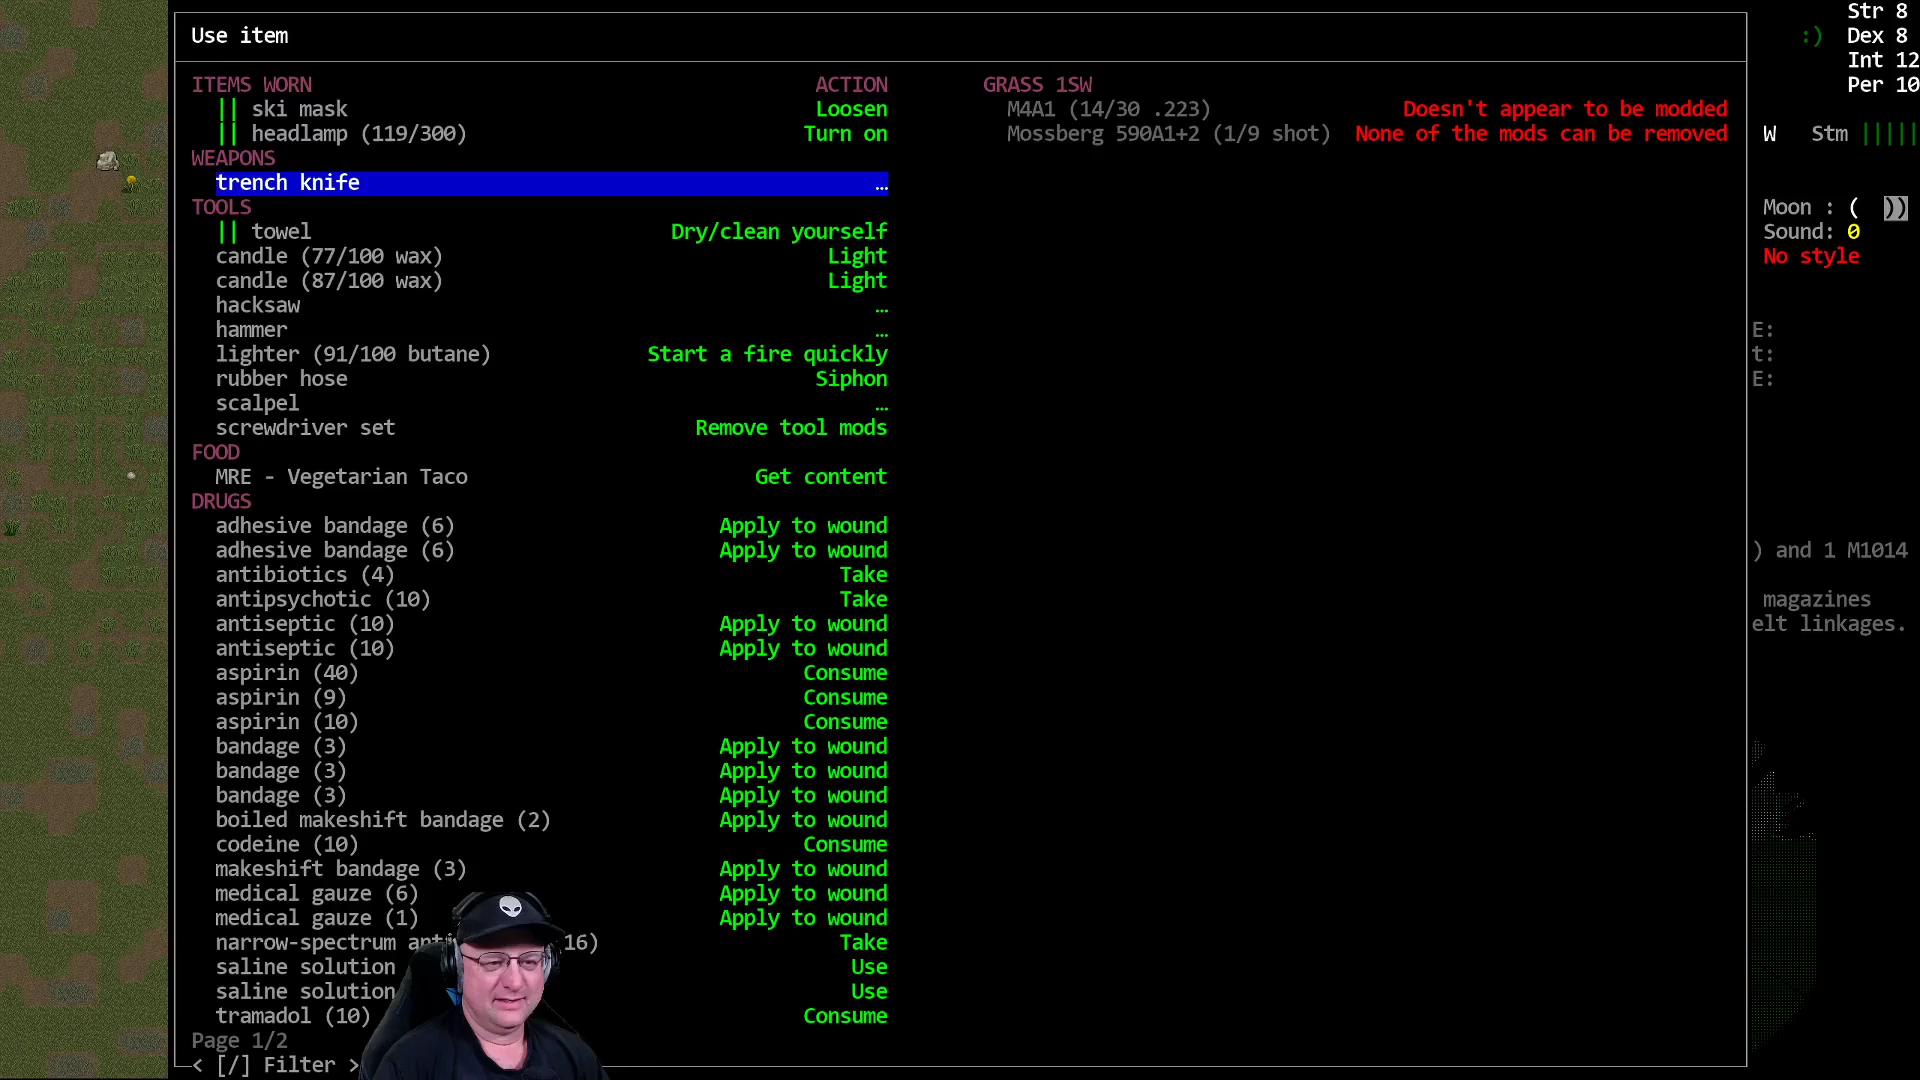 Use item
ITEMS WORN ACTION
|| ski mask Loosen
|| headlamp (119/300) Turn on
WEAPONS
trench knife …
TOOLS
|| towel Dry/clean yourself
candle (77/100 wax) Light
candle (87/100 wax) Light
hacksaw …
hammer …
lighter (91/100 butane) Start a fire quickly
rubber hose Siphon
scalpel …
screwdriver set Remove tool mods
FOOD
MRE - Vegetarian Taco Get content
DRUGS
adhesive bandage (6) Apply to wound
adhesive bandage (6) Apply to wound
antibiotics (4) Take
antipsychotic (10) Take
antiseptic (10) Apply to wound
antiseptic (10) Apply to wound
aspirin (40) Consume
aspirin (9) Consume
aspirin (10) Consume
bandage (3) Apply to wound
bandage (3) Apply to wound
bandage (3) Apply to wound
boiled makeshift bandage (2) Apply to wound
codeine (10) Consume
makeshift bandage (3) Apply to wound
medical gauze (6) Apply to wound
medical gauze (1) Apply to wound
narrow-spectrum 16) Take
saline solution Use
saline solution Use
tramadol (10) Consume
Page 1/2
< [/] Filter >
GRASS 1SW
M4A1 (14/30 .223) Doesn't appear to be modded
Mossberg 590A1+2 (1/9 shot) None of the mods can be removed
Str 8
:) Dex 8
Int 12
Per 10
W Stm |||||
Moon : ( ))
Sound: 0
No style
E:
t:
E:
) and 1 M1014
magazines
elt linkages.